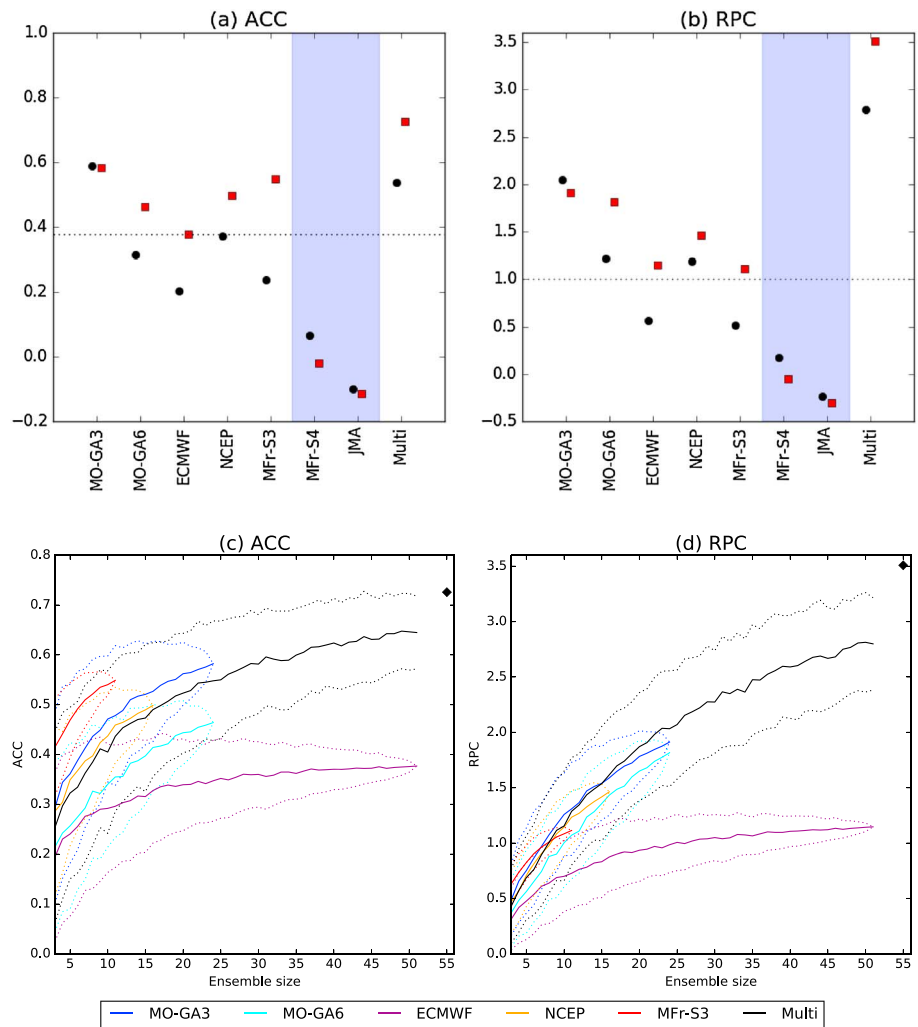 (a) ACC
1.0
0.8
0.6
0.4
0.2
0.0
−0.2
MO-GA3
MO-GA6
ECMWF
NCEP
MFr-S3
MFr-S4
JMA
Multi
(b) RPC
3.5
3.0
2.5
2.0
1.5
1.0
0.5
0.0
−0.5
MO-GA3
MO-GA6
ECMWF
NCEP
MFr-S3
MFr-S4
JMA
Multi
(c) ACC
ACC
0.8
0.7
0.6
0.5
0.4
0.3
0.2
0.1
0.0
5 10 15 20 25 30 35 40 45 50 55
Ensemble size
(d) RPC
RPC
3.5
3.0
2.5
2.0
1.5
1.0
0.5
0.0
5 10 15 20 25 30 35 40 45 50 55
Ensemble size
MO-GA3 MO-GA6 ECMWF NCEP MFr-S3 Multi